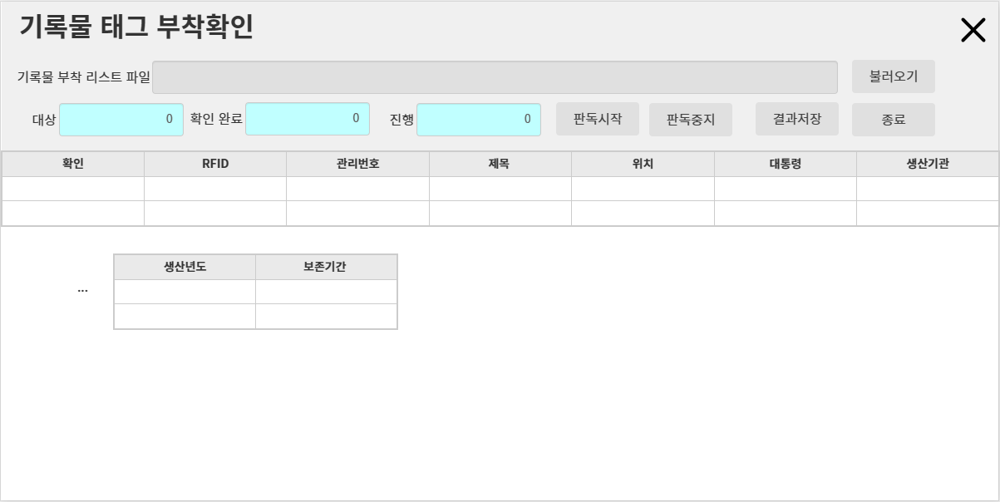 기록물 태그 부착확인
기록물 부착 리스트 파일 불러오기
대상 0 확인 완료 0 진행 0 판독시작 판독중지 결과저장 종료
확인 RFID 관리번호 제목 위치 대통령 생산기관
생산년도 보존기간
...